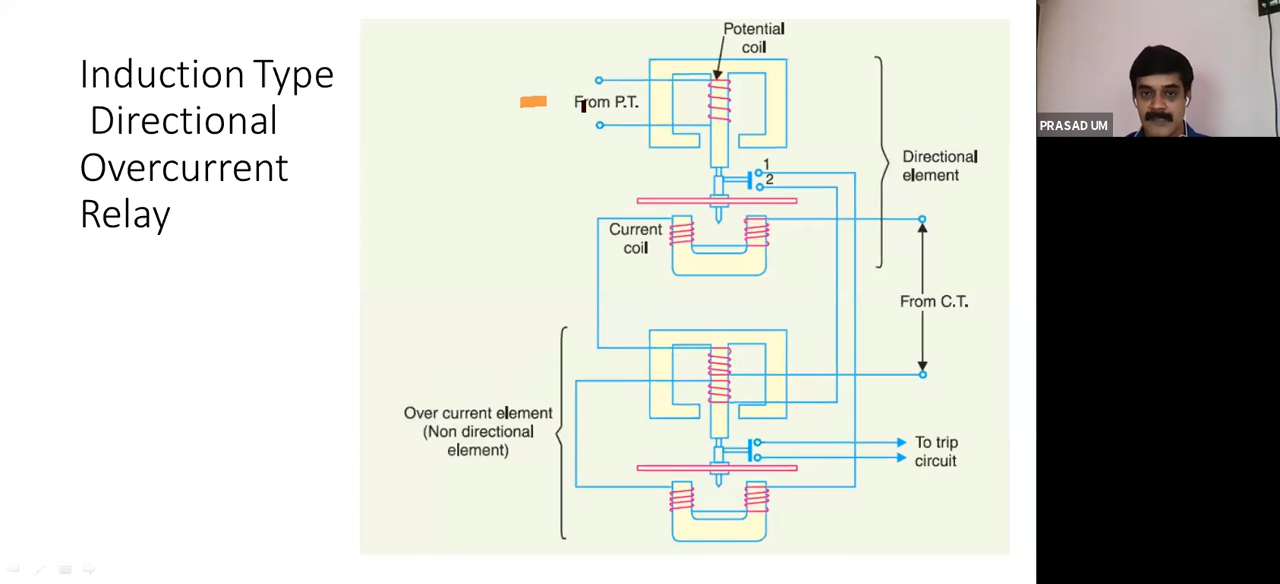 Induction Type
Directional
Overcurrent
Relay
Potential
coil
From P.T.
1
2
Directional
element
Current
coil
From C.T.
Over current element
(Non directional
element)
To trip
circuit
PRASAD UM